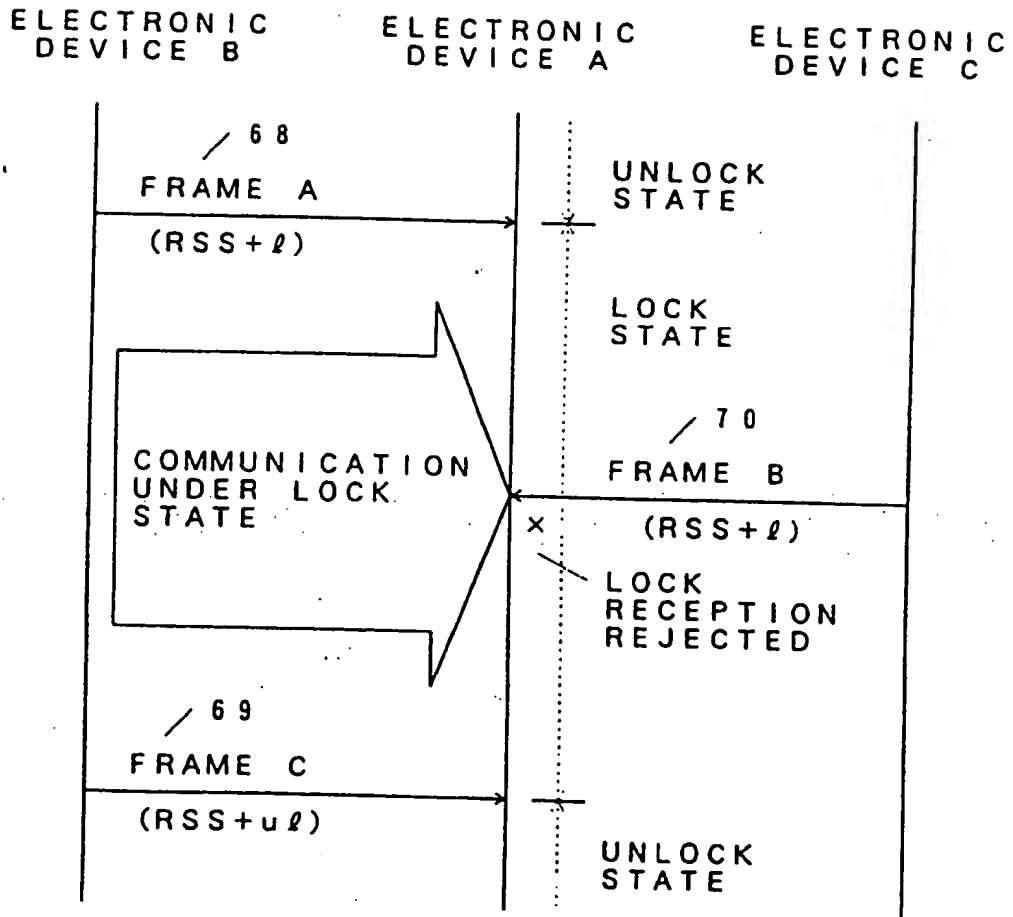 ELECTRONIC
DEVICE B
ELECTRONIC
DEVICE A
ELECTRONIC
DEVICE C
68
FRAME A
(RSS+ℓ)
UNLOCK
STATE
LOCK
STATE
70
COMMUNICATION
UNDER LOCK
STATE
FRAME B
(RSS+ℓ)
×
LOCK
RECEPTION
REJECTED
69
FRAME C
(RSS+uℓ)
UNLOCK
STATE